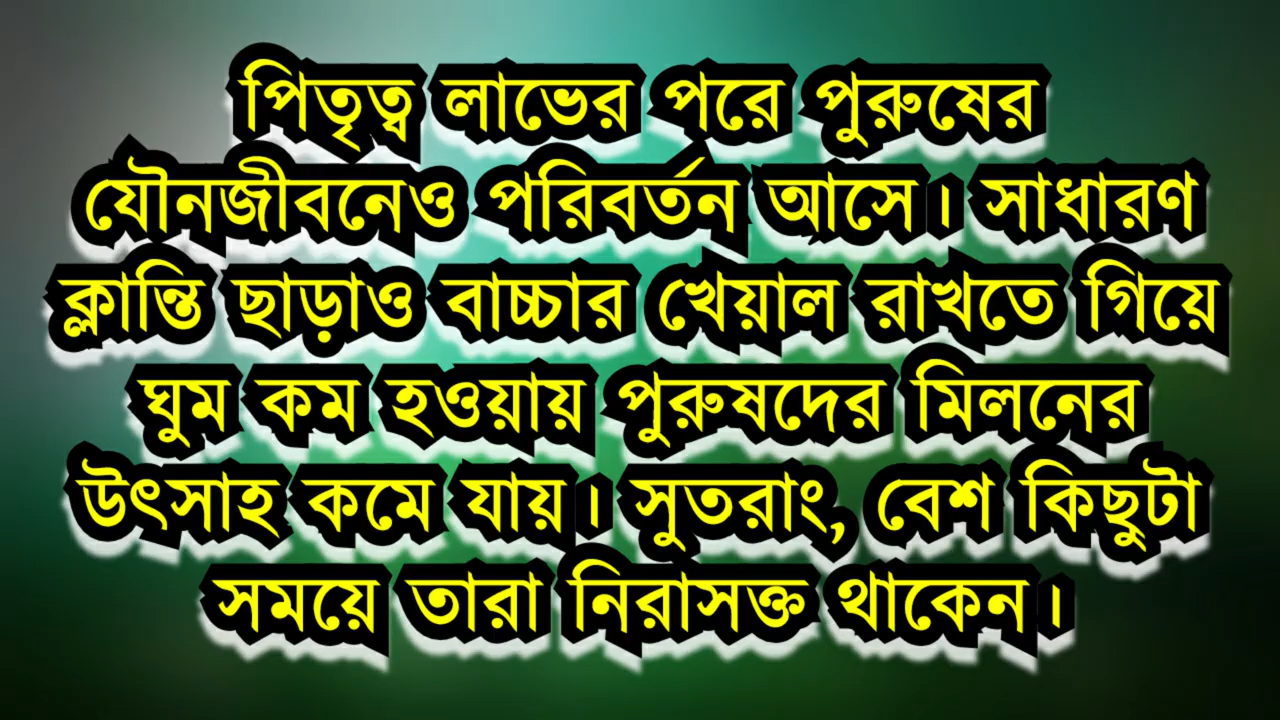 পিতৃত্ব লাভের পরে পুরুষের
যৌনজীবনেও পরিবর্তন আসে। সাধারণ
ক্লান্তি ছাড়াও বাচ্চার খেয়াল রাখতে গিয়ে
ঘুম কম হওয়ায় পুরুষদের মিলনের
উৎসাহ কমে যায়। সুতরাং, বেশ কিছুটা
সময়ে তারা নিরাসক্ত থাকেন।